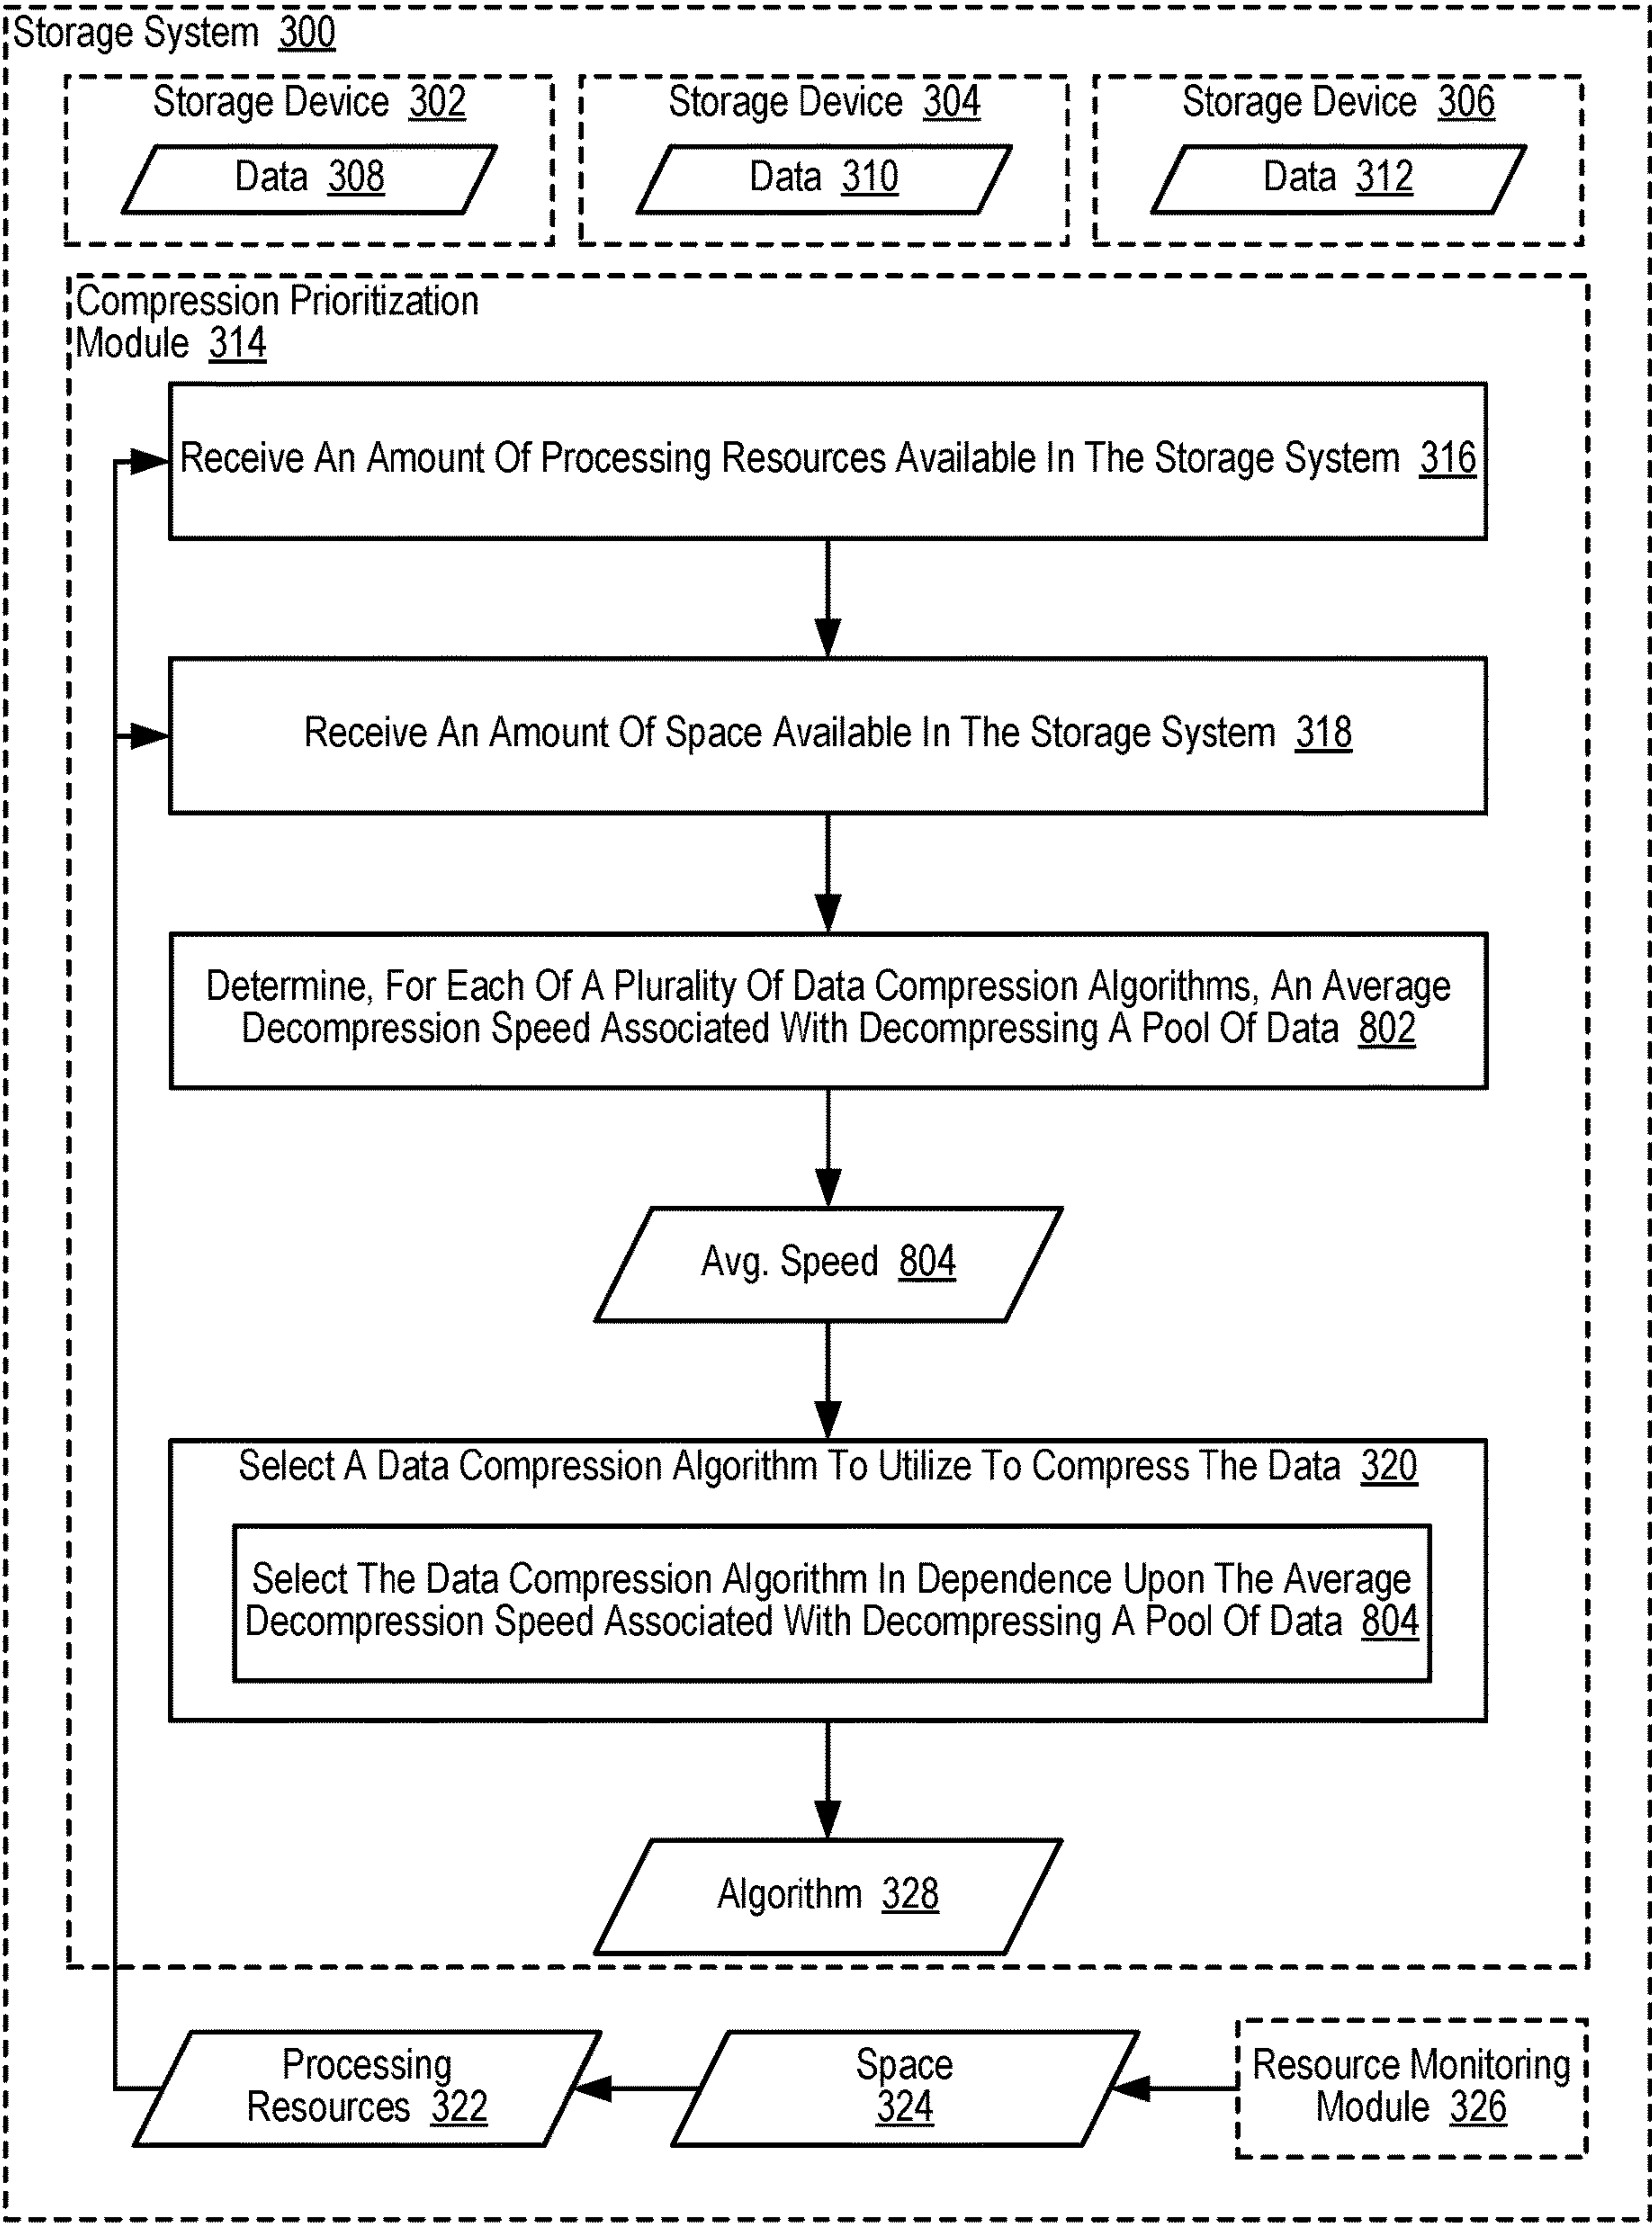 Storage System 300
Storage Device 302
Data 308
Storage Device 304
Data 310
Storage Device 306
Data 312
Compression Prioritization
Module 314
Receive An Amount Of Processing Resources Available In The Storage System 316
Receive An Amount Of Space Available In The Storage System 318
Determine, For Each Of A Plurality Of Data Compression Algorithms, An Average
Decompression Speed Associated With Decompressing A Pool Of Data 802
Avg. Speed 804
Select A Data Compression Algorithm To Utilize To Compress The Data 320
Select The Data Compression Algorithm In Dependence Upon The Average
Decompression Speed Associated With Decompressing A Pool Of Data 804
Algorithm 328
Processing
Resources 322
Space
324
Resource Monitoring
Module 326